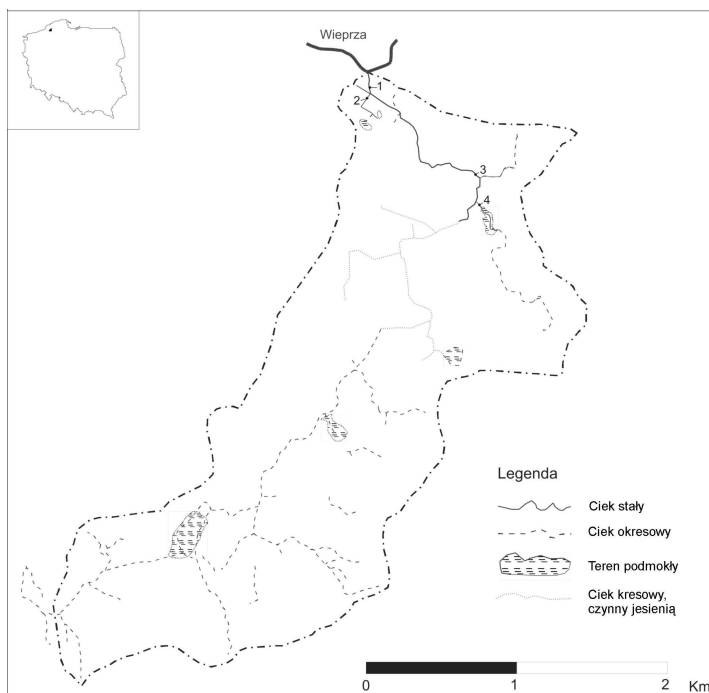 Wieprza
1
2
3
4
Legenda
Ciek stały
Ciek okresowy
Teren podmokły
Ciek kresowy,
czynny jesienią
0 1 2 Km